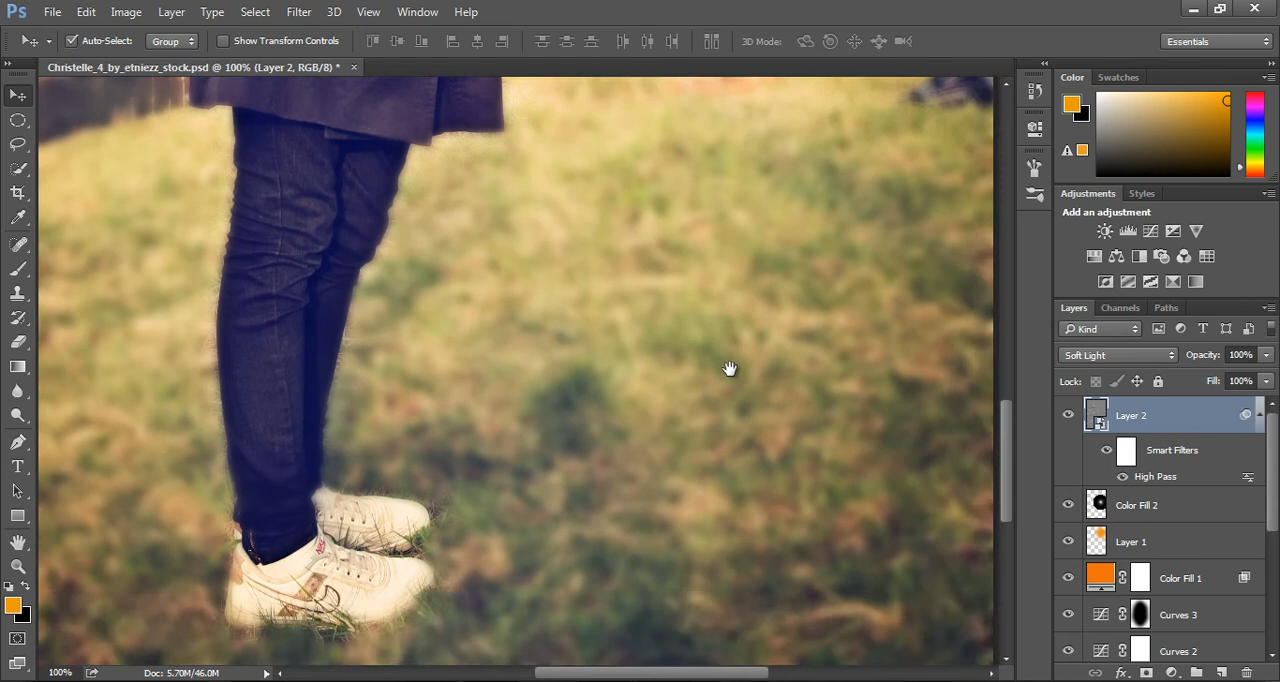 Ps File Edit Image Layer Type Select Filter 3D View Window Help
Auto-Select: Group Show Transform Controls 3D Mode: Essentials
Christelle_4_by_etniezz_stock.psd @ 100% (Layer 2, RGB/8) * ×
Color Swatches
Adjustments Styles
Add an adjustment
Layers Channels Paths
Kind
Soft Light Opacity: 100%
Lock: Fill: 100%
Layer 2
Smart Filters
High Pass
Color Fill 2
Layer 1
Color Fill 1
Curves 3
Curves 2
100% Doc: 5.70M/46.0M